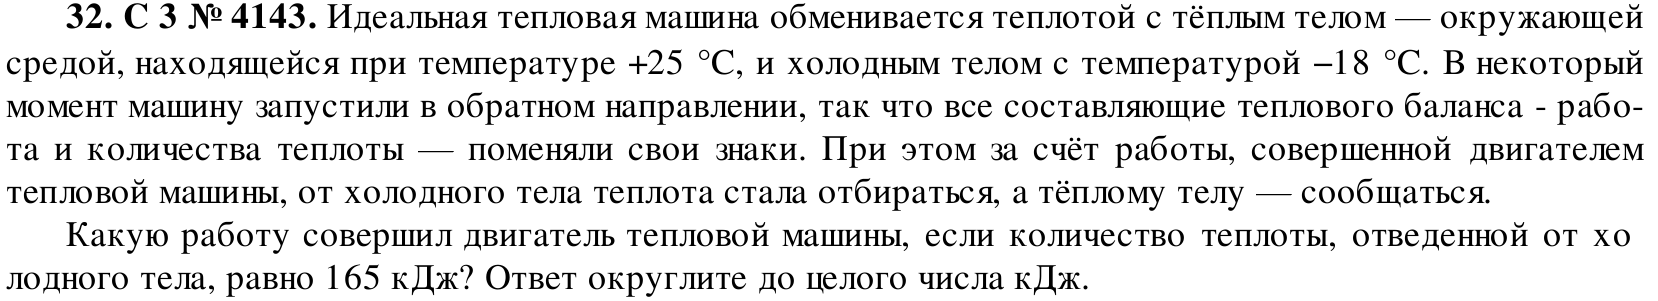 32. С 3 № 4143. Идеальная тепловая машина обменивается теплотой с тёплым телом — окружающей
средой, находящейся при температуре +25 °С, и холодным телом с температурой −18 °С. В некоторый
момент машину запустили в обратном направлении, так что все составляющие теплового баланса - рабо-
та и количества теплоты — поменяли свои знаки. При этом за счёт работы, совершенной двигателем
тепловой машины, от холодного тела теплота стала отбираться, а тёплому телу — сообщаться.
Какую работу совершил двигатель тепловой машины, если количество теплоты, отведенной от хо
лодного тела, равно 165 кДж? Ответ округлите до целого числа кДж.